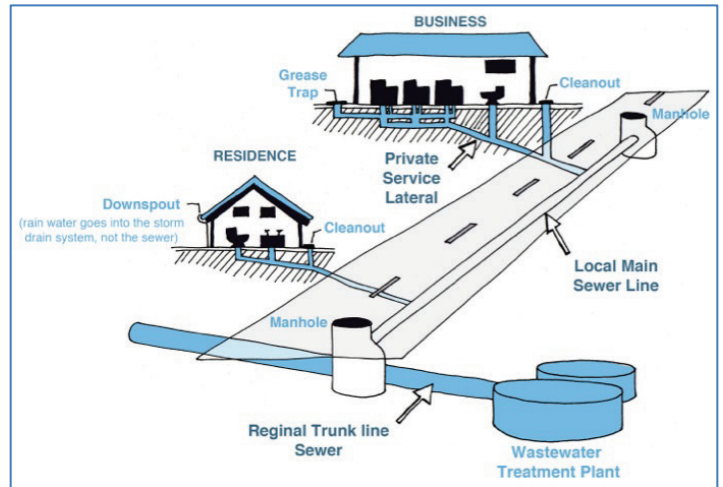 BUSINESS
Grease
Trap
Cleanout
Manhole
Private
Service
Lateral
RESIDENCE
Downspout
(rain water goes into the storm
drain system, not the sewer)
Cleanout
Local Main
Sewer Line
Manhole
Reginal Trunk line
Sewer
Wastewater
Treatment Plant